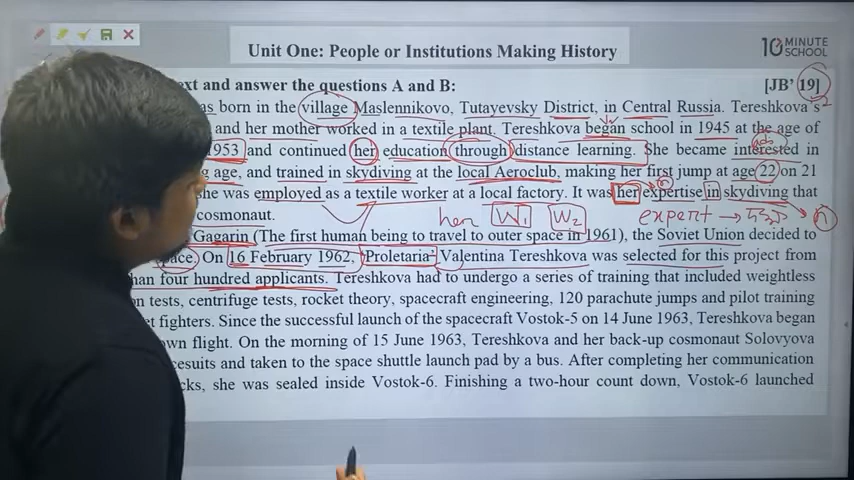 Unit One: People or Institutions Making History
10 MINUTE SCHOOL
ext and answer the questions A and B: [JB' 19]
as born in the village Maslennikovo, Tutayevsky District, in Central Russia. Tereshkova's
and her mother worked in a textile plant. Tereshkova began school in 1945 at the age of
953 and continued her education through distance learning. She became interested in
g age, and trained in skydiving at the local Aeroclub, making her first jump at age 22 on 21
she was employed as a textile worker at a local factory. It was her expertise in skydiving that
cosmonaut.
her W1 W2 expert →
Gagarin (The first human being to travel to outer space in 1961), the Soviet Union decided to
pace. On 16 February 1962, Proletaria- Valentina Tereshkova was selected for this project from
han four hundred applicants. Tereshkova had to undergo a series of training that included weightless
on tests, centrifuge tests, rocket theory, spacecraft engineering, 120 parachute jumps and pilot training
et fighters. Since the successful launch of the spacecraft Vostok-5 on 14 June 1963, Tereshkova began
wn flight. On the morning of 15 June 1963, Tereshkova and her back-up cosmonaut Solovyova
cesuits and taken to the space shuttle launch pad by a bus. After completing her communication
cks, she was sealed inside Vostok-6. Finishing a two-hour count down, Vostok-6 launched